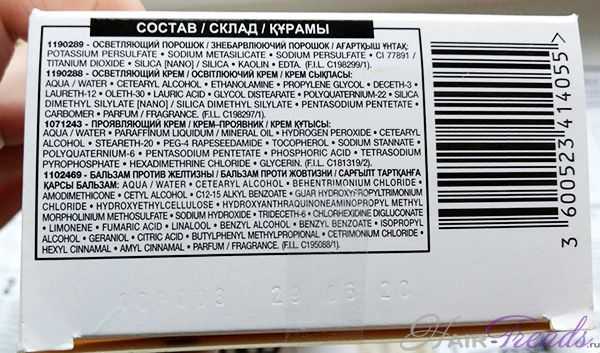 СОСТАВ / СКЛАД / ҚҰРАМЫ
1190289 - ОСВЕТЛЯЮЩИЙ ПОРОШОК / ЗНЕБАРВЛЮЮЧИЙ ПОРОШОК / АҒАРТҚЫШ ҰНТАҚ:
POTASSIUM PERSULFATE • SODIUM METASILICATE • SODIUM PERSULFATE • CI 77891 /
TITANIUM DIOXIDE • SILICA [NANO] / SILICA • KAOLIN • EDTA. (F.I.L. C198299/1).
1190288 - ОСВЕТЛЯЮЩИЙ КРЕМ / ОСВІТЛЮЮЧИЙ КРЕМ / КРЕМ СЫҚПАСЫ:
AQUA / WATER • CETEARYL ALCOHOL • ETHANOLAMINE • PROPYLENE GLYCOL • DECETH-3 •
LAURETH-12 • OLETH-30 • LAURIC ACID • GLYCOL DISTEARATE • POLYQUATERNIUM-22 • SILICA
DIMETHYL SILYLATE [NANO] / SILICA DIMETHYL SILYLATE • PENTASODIUM PENTETATE •
CARBOMER • PARFUM / FRAGRANCE. (F.I.L. C198297/1).
1071243 - ПРОЯВЛЯЮЩИЙ КРЕМ / КРЕМ-ПРОЯВНИК / КРЕМ ҚҰТЫСЫ:
AQUA / WATER • PARAFFINUM LIQUIDUM / MINERAL OIL • HYDROGEN PEROXIDE • CETEARYL
ALCOHOL • STEARETH-20 • PEG-4 RAPESEEDAMIDE • TOCOPHEROL • SODIUM STANNATE •
POLYQUATERNIUM-6 • PENTASODIUM PENTETATE • PHOSPHORIC ACID • TETRASODIUM
PYROPHOSPHATE • HEXADIMETHRINE CHLORIDE • GLYCERIN. (F.I.L. C181319/2).
1102469 - БАЛЬЗАМ ПРОТИВ ЖЕЛТИЗНЫ / БАЛЬЗАМ ПРОТИ ЖОВТИЗНИ / САРҒЫЛТ ТАРТҚАНҒА
ҚАРСЫ БАЛЬЗАМ: AQUA / WATER • CETEARYL ALCOHOL • BEHENTRIMONIUM CHLORIDE •
AMODIMETHICONE • CETYL ALCOHOL • C12-15 ALKYL BENZOATE • GUAR HYDROXYPROPYLTRIMONIUM
CHLORIDE • HYDROXYETHYLCELLULOSE • HYDROXYANTHRAQUINONEAMINOPROPYL METHYL
MORPHOLINIUM METHOSULFATE • SODIUM HYDROXIDE • TRIDECETH-6 • CHLORHEXIDINE DIGLUCONATE
• LIMONENE • FUMARIC ACID • LINALOOL • BENZYL ALCOHOL • BENZYL BENZOATE • ISOPROPYL
ALCOHOL • GERANIOL • CITRIC ACID • BUTYLPHENYL METHYLPROPIONAL • CETRIMONIUM CHLORIDE •
HEXYL CINNAMAL • AMYL CINNAMAL • PARFUM / FRAGRANCE. (F.I.L. C195088/1).
3 600523 414055 >
Hair-Trends.ru